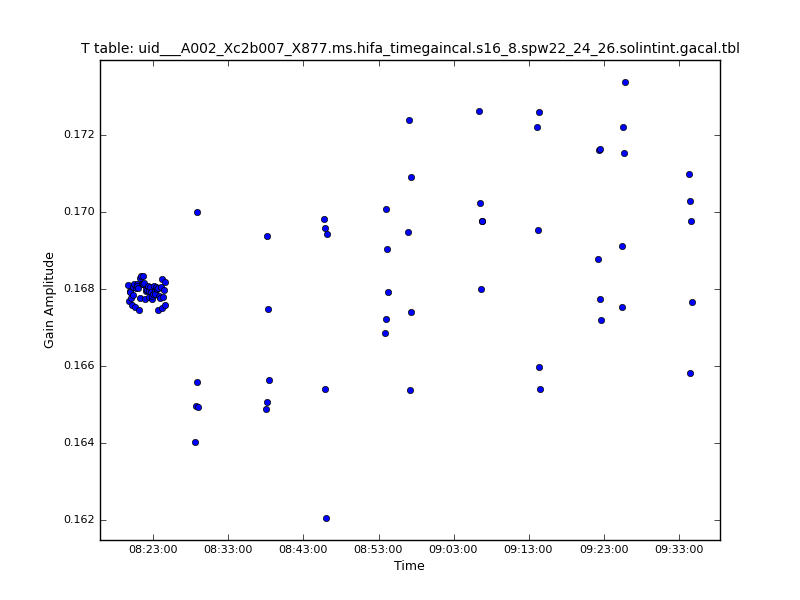 T table: uid___A002_Xc2b007_X877.ms.hifa_timegaincal.s16_8.spw22_24_26.solintint.gacal.tbl
0.172
0.170
0.168
0.166
0.164
0.162
Gain Amplitude
08:23:00 08:33:00 08:43:00 08:53:00 09:03:00 09:13:00 09:23:00 09:33:00
Time